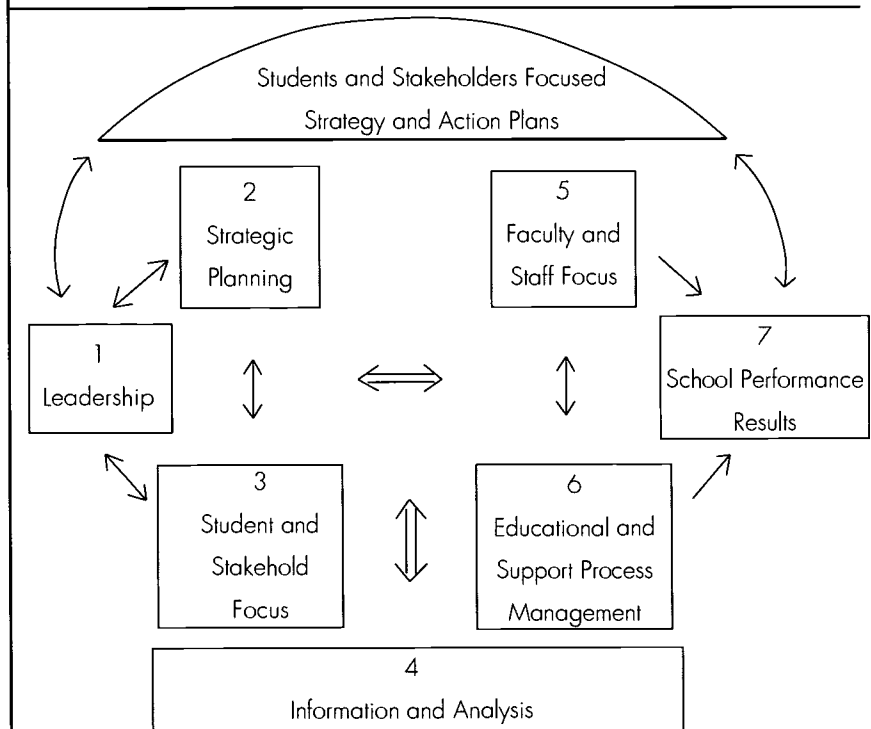 Students and Stakeholders Focused
Strategy and Action Plans
2
Strategic
Planning
5
Faculty and
Staff Focus
1
Leadership
7
School Performance
Results
3
Student and
Stakehold
Focus
6
Educational and
Support Process
Management
4
Information and Analysis